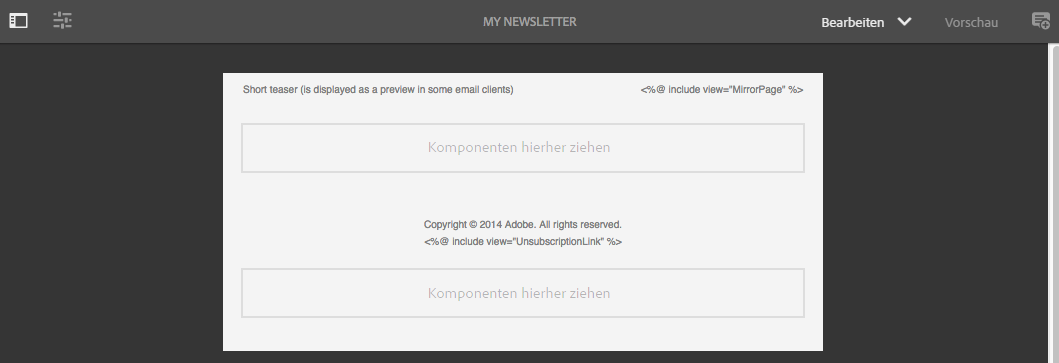 MY NEWSLETTER
Bearbeiten
Vorschau
Short teaser (is displayed as a preview in some email clients)
<%@ include view="MirrorPage" %>
Komponenten hierher ziehen
Copyright © 2014 Adobe. All rights reserved.
<%@ include view="UnsubscriptionLink" %>
Komponenten hierher ziehen